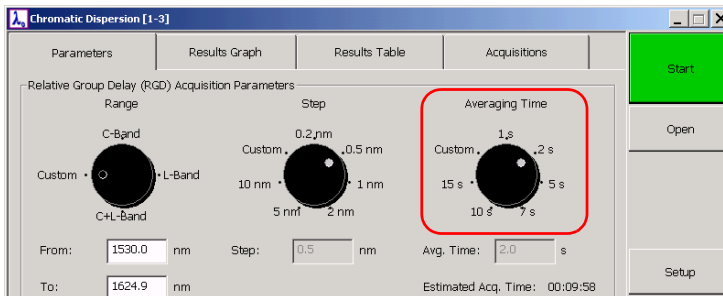 Chromatic Dispersion [1-3]
Parameters
Results Graph
Results Table
Acquisitions
Start
Open
Setup
Relative Group Delay (RGD) Acquisition Parameters
Range
C-Band
Custom
L-Band
C+L-Band
From: 1530.0 nm
To: 1624.9 nm
Step
0.2 nm
Custom
0.5 nm
10 nm
1 nm
5 nm
2 nm
Step: 0.5 nm
Averaging Time
1 s
Custom
2 s
15 s
5 s
10 s
7 s
Avg. Time: 2.0 s
Estimated Acq. Time: 00:09:58